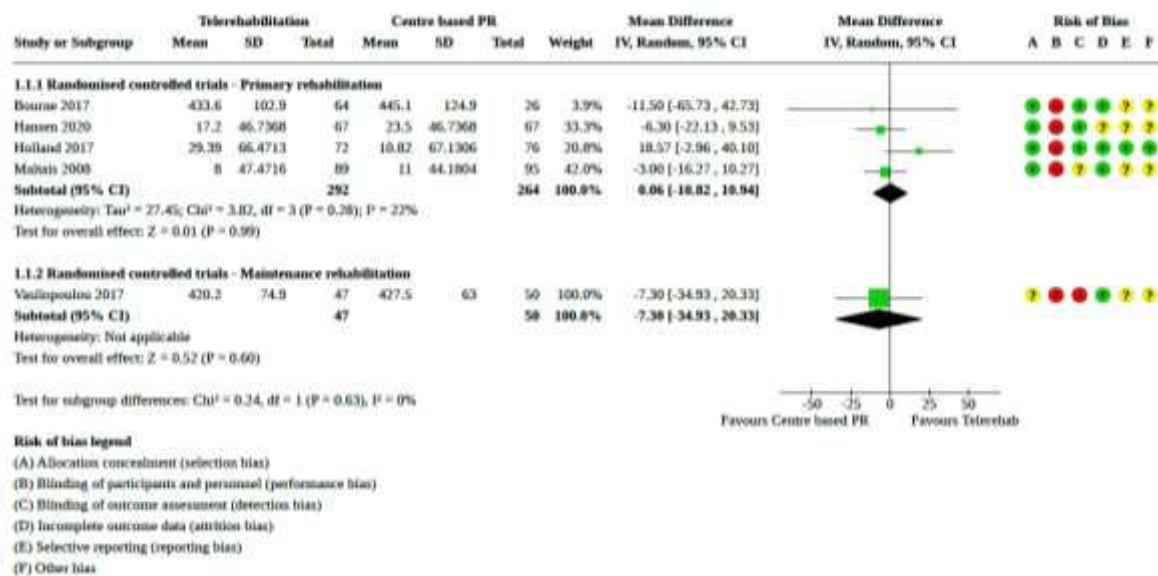 Telerehabilitation Centre based PR Mean Difference Mean Difference Risk of Bias
Study or Subgroup Mean SD Total Mean SD Total Weight IV, Random, 95% CI IV, Random, 95% CI A B C D E F
1.1.1 Randomised controlled trials - Primary rehabilitation
Bourne 2017 433.6 102.9 64 445.1 124.9 26 3.9% -11.50 [-65.73 , 42.73] + - + + ? ?
Hansen 2020 17.2 46.7368 67 23.5 46.7368 67 33.3% -6.30 [-22.13 , 9.53] + - + ? ? ?
Holland 2017 29.39 66.4713 72 10.82 67.1306 76 20.8% 18.57 [-2.96 , 40.10] + - + + + +
Maltais 2008 8 47.4716 89 11 44.1804 95 42.0% -3.00 [-16.27 , 10.27] + - ? + ? ?
Subtotal (95% CI) 292 264 100.0% 0.06 [-10.82 , 10.94]
Heterogeneity: Tau² = 27.45; Chi² = 3.82, df = 3 (P = 0.28); I² = 22%
Test for overall effect: Z = 0.01 (P = 0.99)
1.1.2 Randomised controlled trials - Maintenance rehabilitation
Vasilopoulou 2017 420.2 74.9 47 427.5 63 50 100.0% -7.30 [-34.93 , 20.33] ? - - + ? ?
Subtotal (95% CI) 47 50 100.0% -7.30 [-34.93 , 20.33]
Heterogeneity: Not applicable
Test for overall effect: Z = 0.52 (P = 0.60)
Test for subgroup differences: Chi² = 0.24, df = 1 (P = 0.63), I² = 0%
-50 -25 0 25 50
Favours Centre based PR Favours Telerehab
Risk of bias legend
(A) Allocation concealment (selection bias)
(B) Blinding of participants and personnel (performance bias)
(C) Blinding of outcome assessment (detection bias)
(D) Incomplete outcome data (attrition bias)
(E) Selective reporting (reporting bias)
(F) Other bias